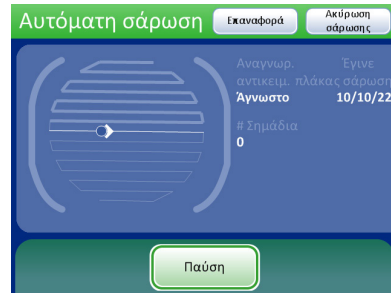 Αυτόματη σάρωση
Επαναφορά
Ακύρωση
σάρωσης
Αναγνωρ. Έγινε
αντικειμ. πλάκας σάρωση
Άγνωστο 10/10/22
# Σημάδια
0
Παύση